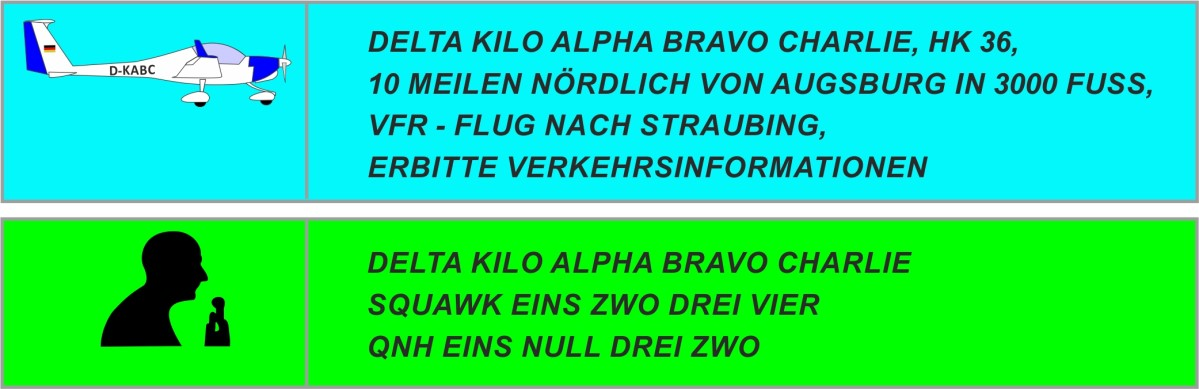 D-KABC
DELTA KILO ALPHA BRAVO CHARLIE, HK 36,
10 MEILEN NÖRDLICH VON AUGSBURG IN 3000 FUSS,
VFR - FLUG NACH STRAUBING,
ERBITTE VERKEHRSINFORMATIONEN
DELTA KILO ALPHA BRAVO CHARLIE
SQUAWK EINS ZWO DREI VIER
QNH EINS NULL DREI ZWO